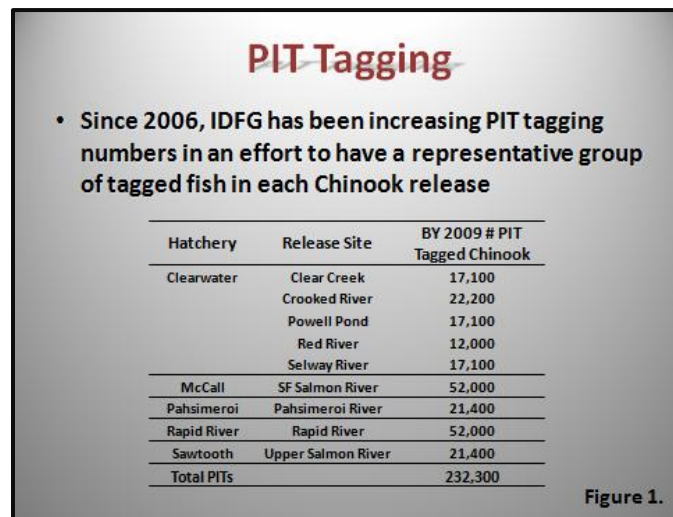 PIT Tagging
• Since 2006, IDFG has been increasing PIT tagging
numbers in an effort to have a representative group
of tagged fish in each Chinook release
Hatchery Release Site BY 2009 # PIT
Tagged Chinook
Clearwater Clear Creek 17,100
Crooked River 22,200
Powell Pond 17,100
Red River 12,000
Selway River 17,100
McCall SF Salmon River 52,000
Pahsimeroi Pahsimeroi River 21,400
Rapid River Rapid River 52,000
Sawtooth Upper Salmon River 21,400
Total PITs 232,300
Figure 1.